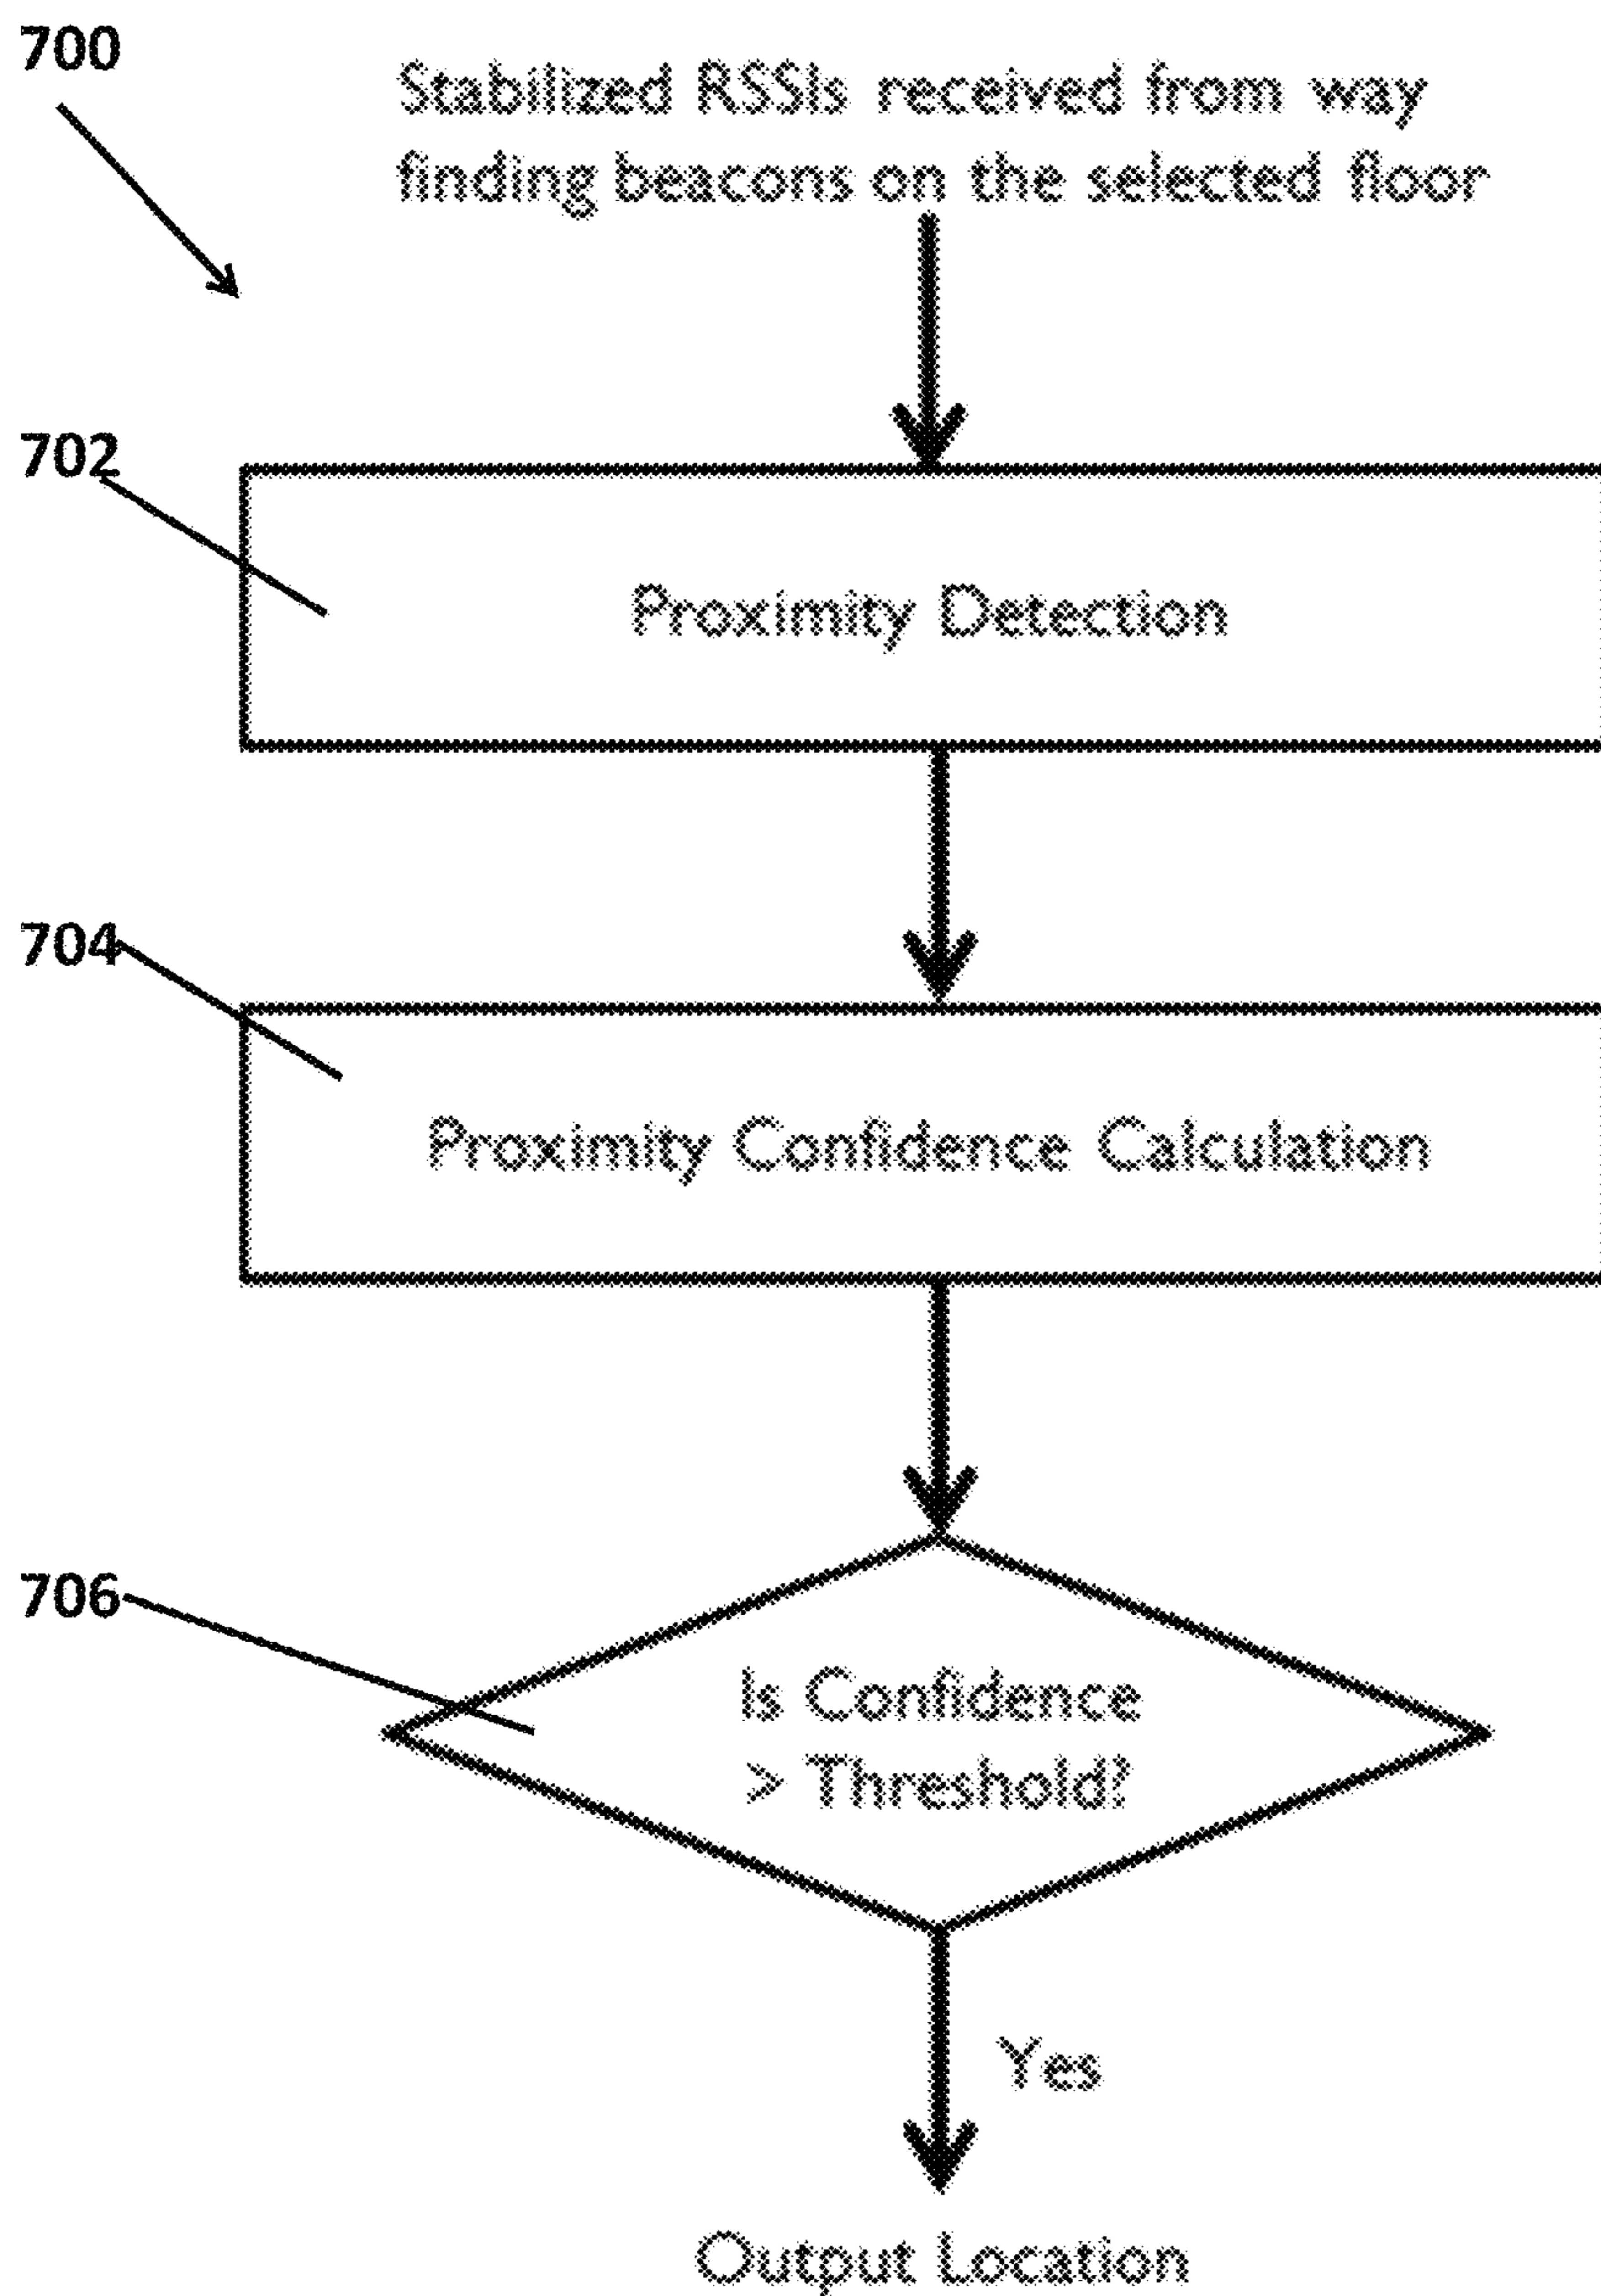 700
Stabilized RSSIs received from way
finding beacons on the selected floor
702
Proximity Detection
704
Proximity Confidence Calculation
706
Is Confidence
> Threshold?
Yes
Output Location